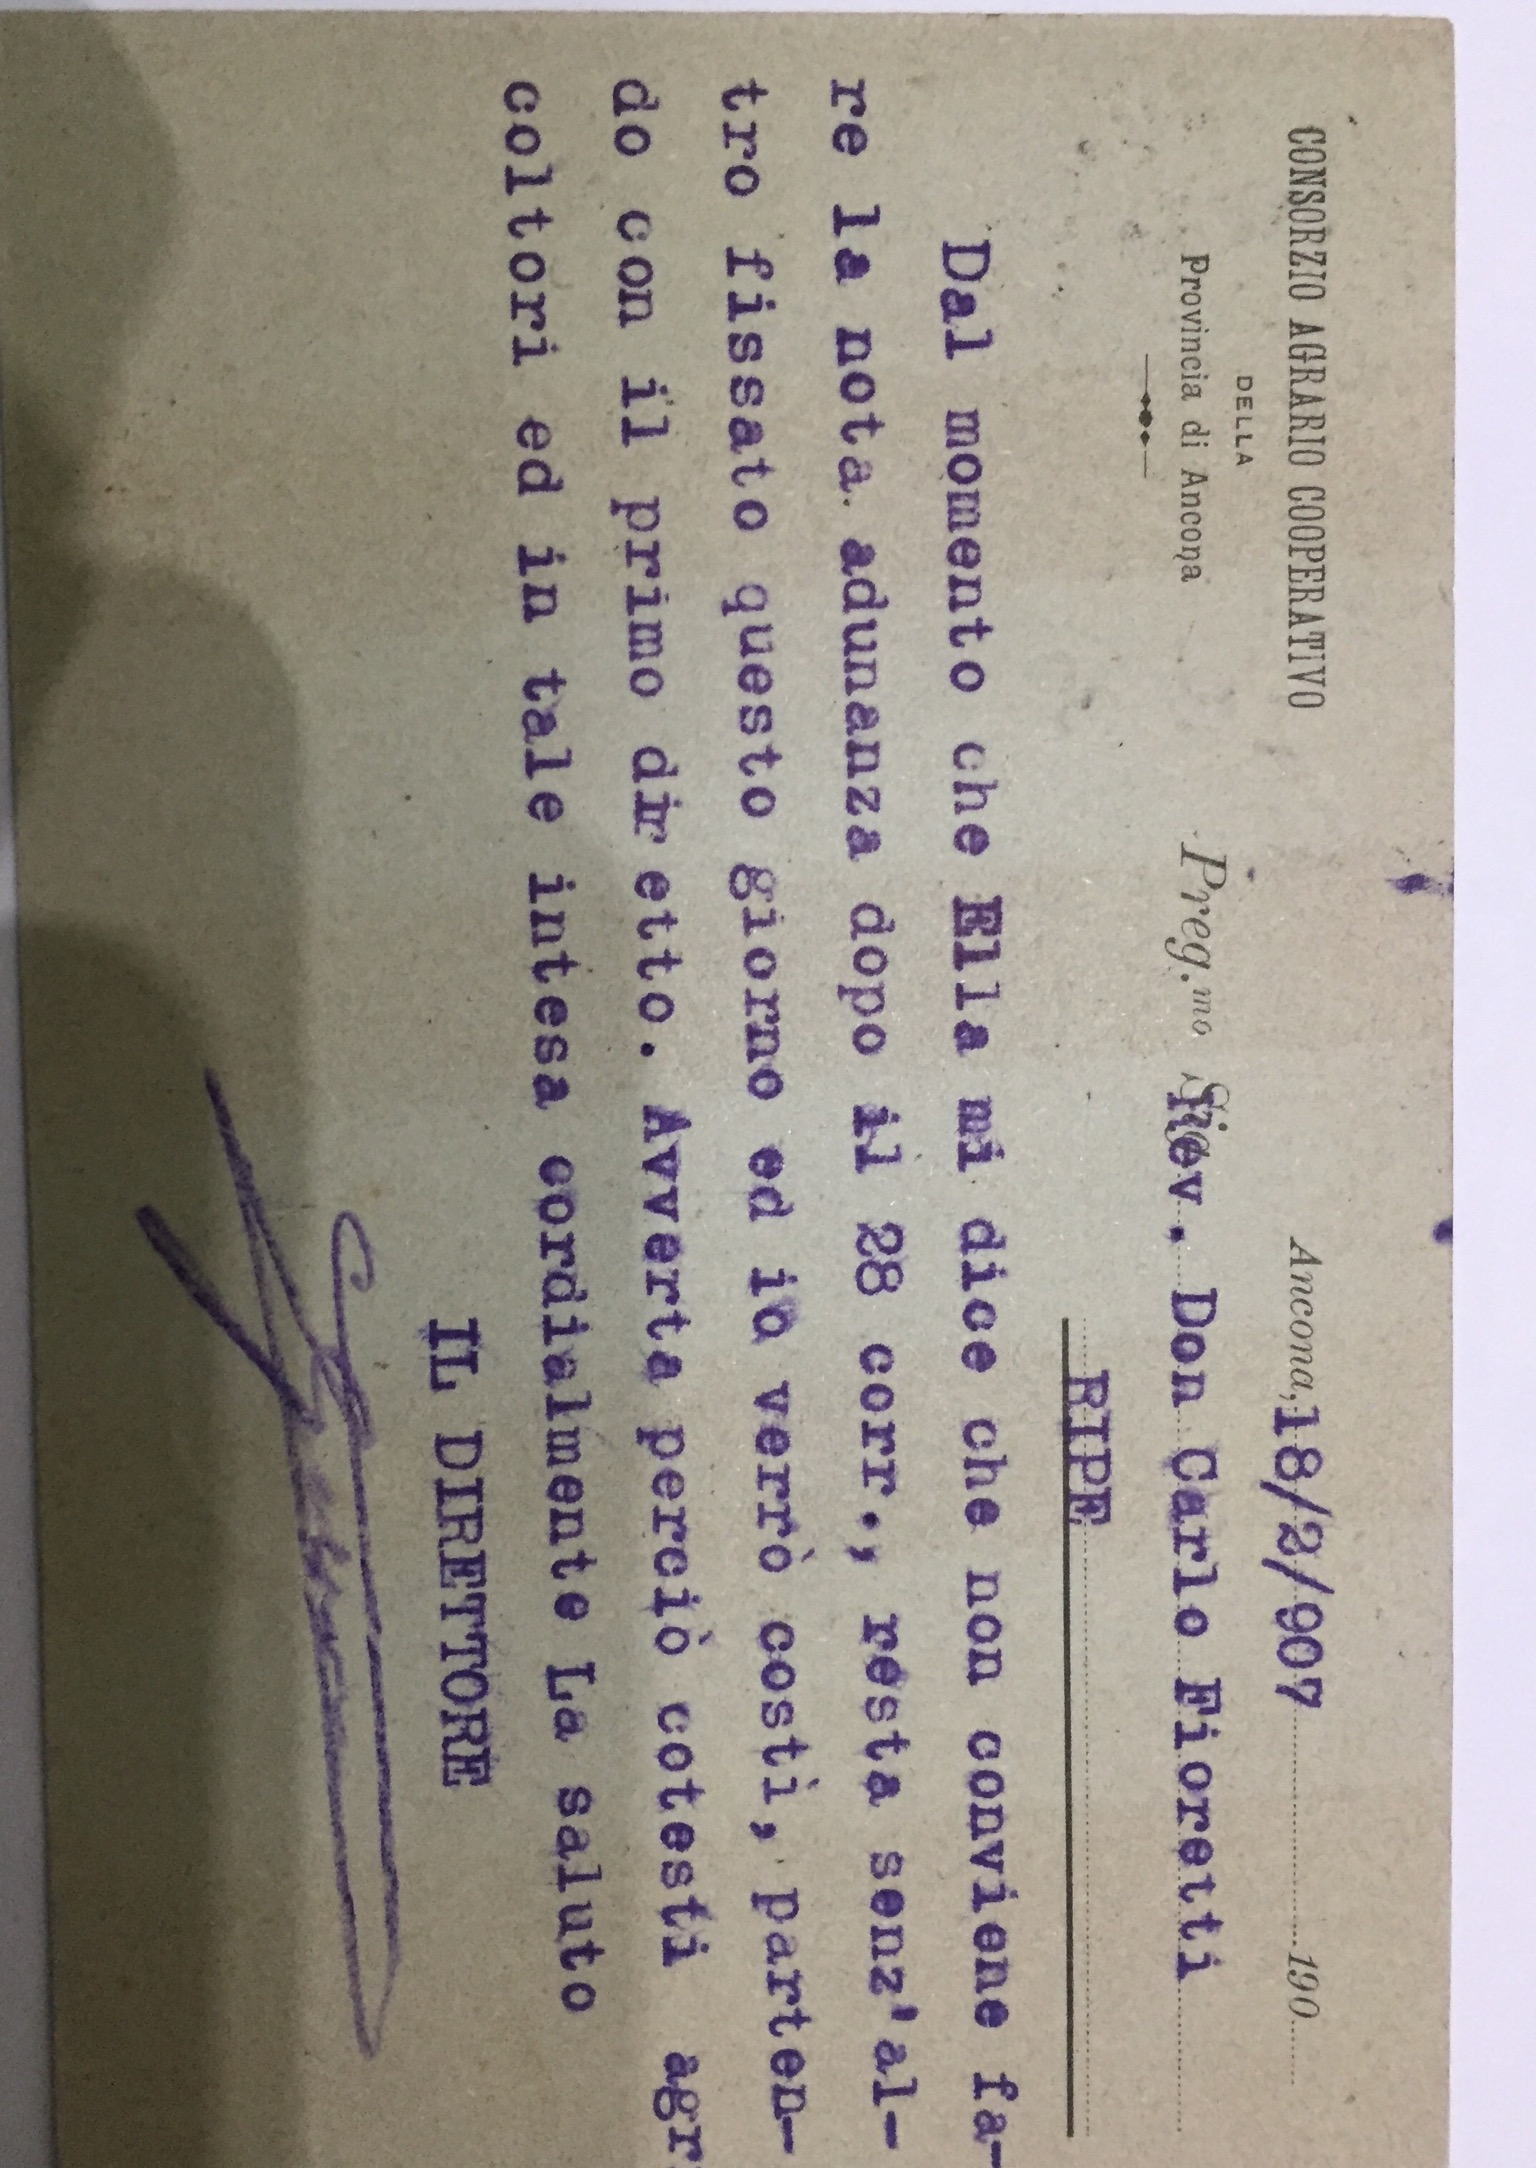 CONSORZIO AGRARIO COOPERATIVO
DELLA
Provincia di Ancona
Ancona, 18/2/907 190
Preg.mo Sig. Rev. Don Carlo Fioretti
RIPE
Dal momento che Ella mi dice che non conviene fa-
re la nota adunanza dopo il 28 corr., resta senz'al-
tro fissato questo giorno ed io verrò costì, parten-
do con il primo diretto. Avverta perciò cotesti agr
coltori ed in tale intesa cordialmente La saluto
IL DIRETTORE